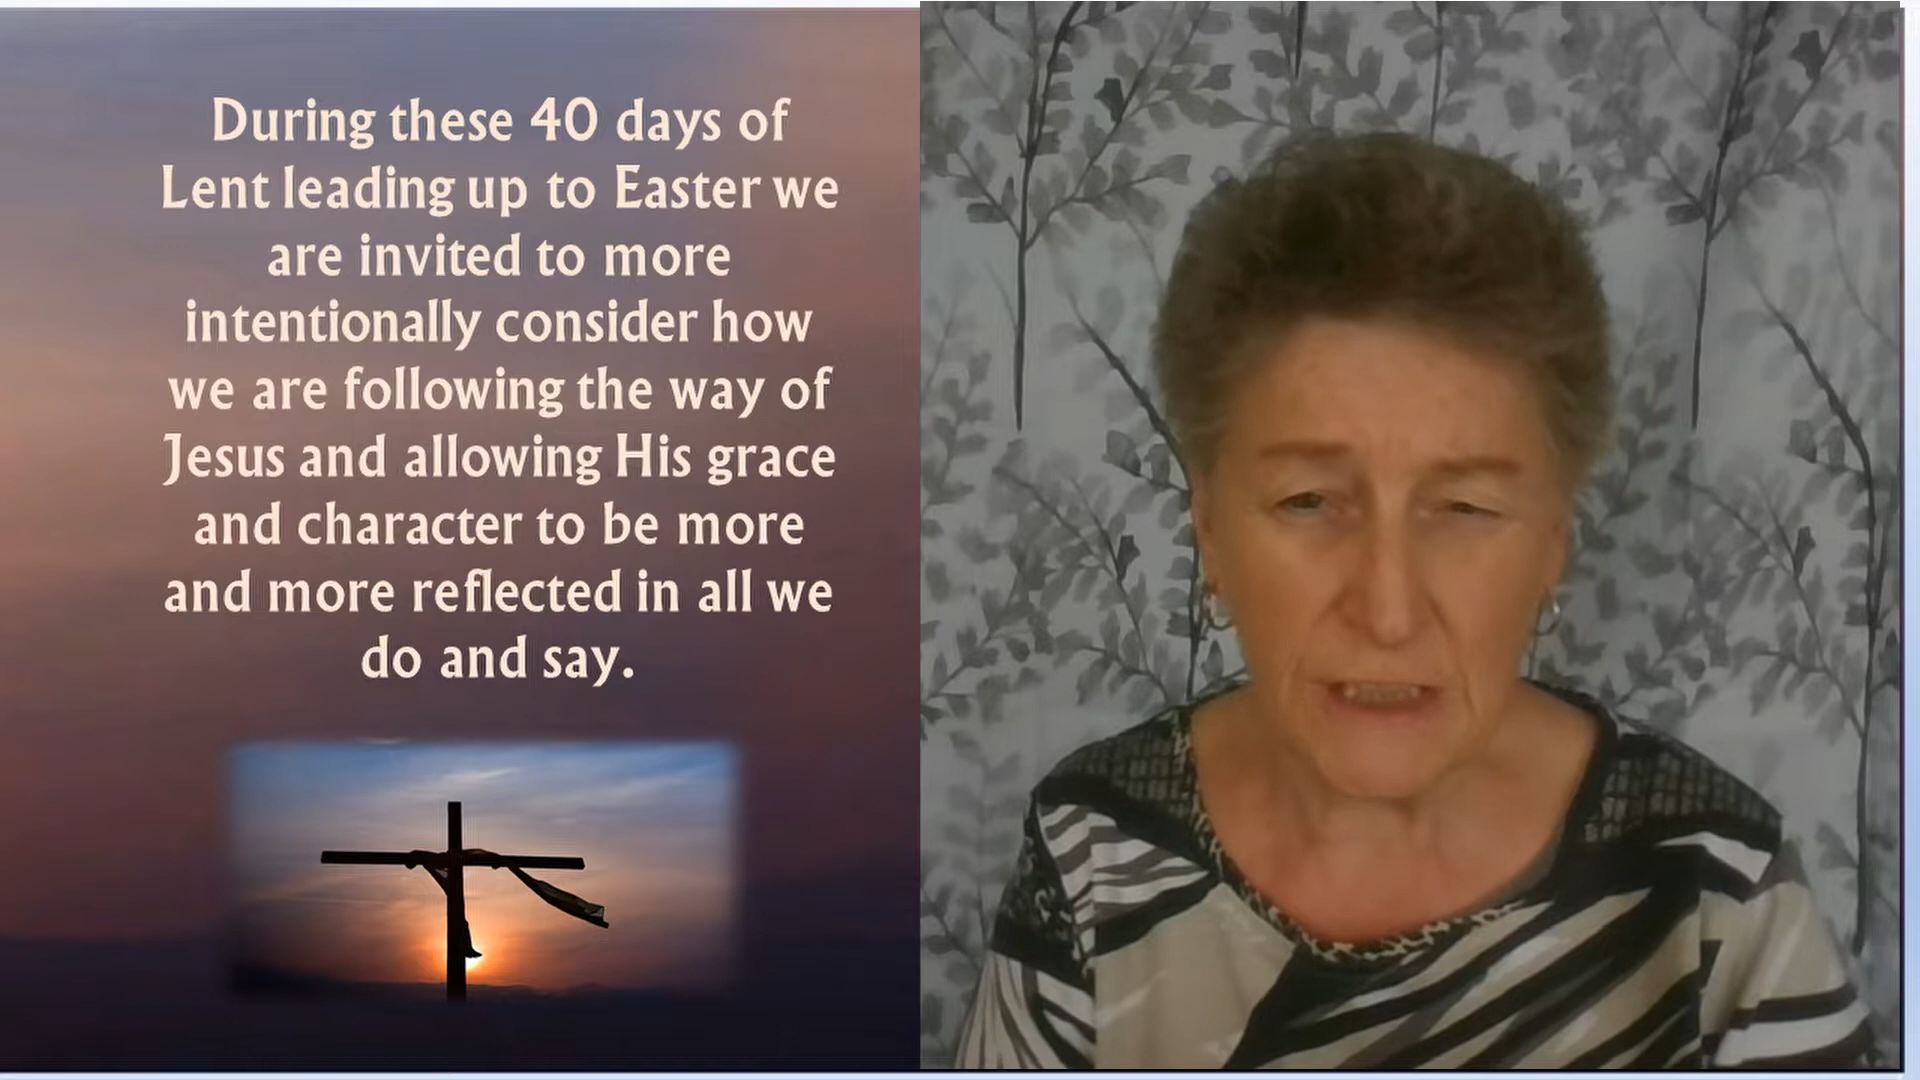 During these 40 days of
Lent leading up to Easter we
are invited to more
intentionally consider how
we are following the way of
Jesus and allowing His grace
and character to be more
and more reflected in all we
do and say.